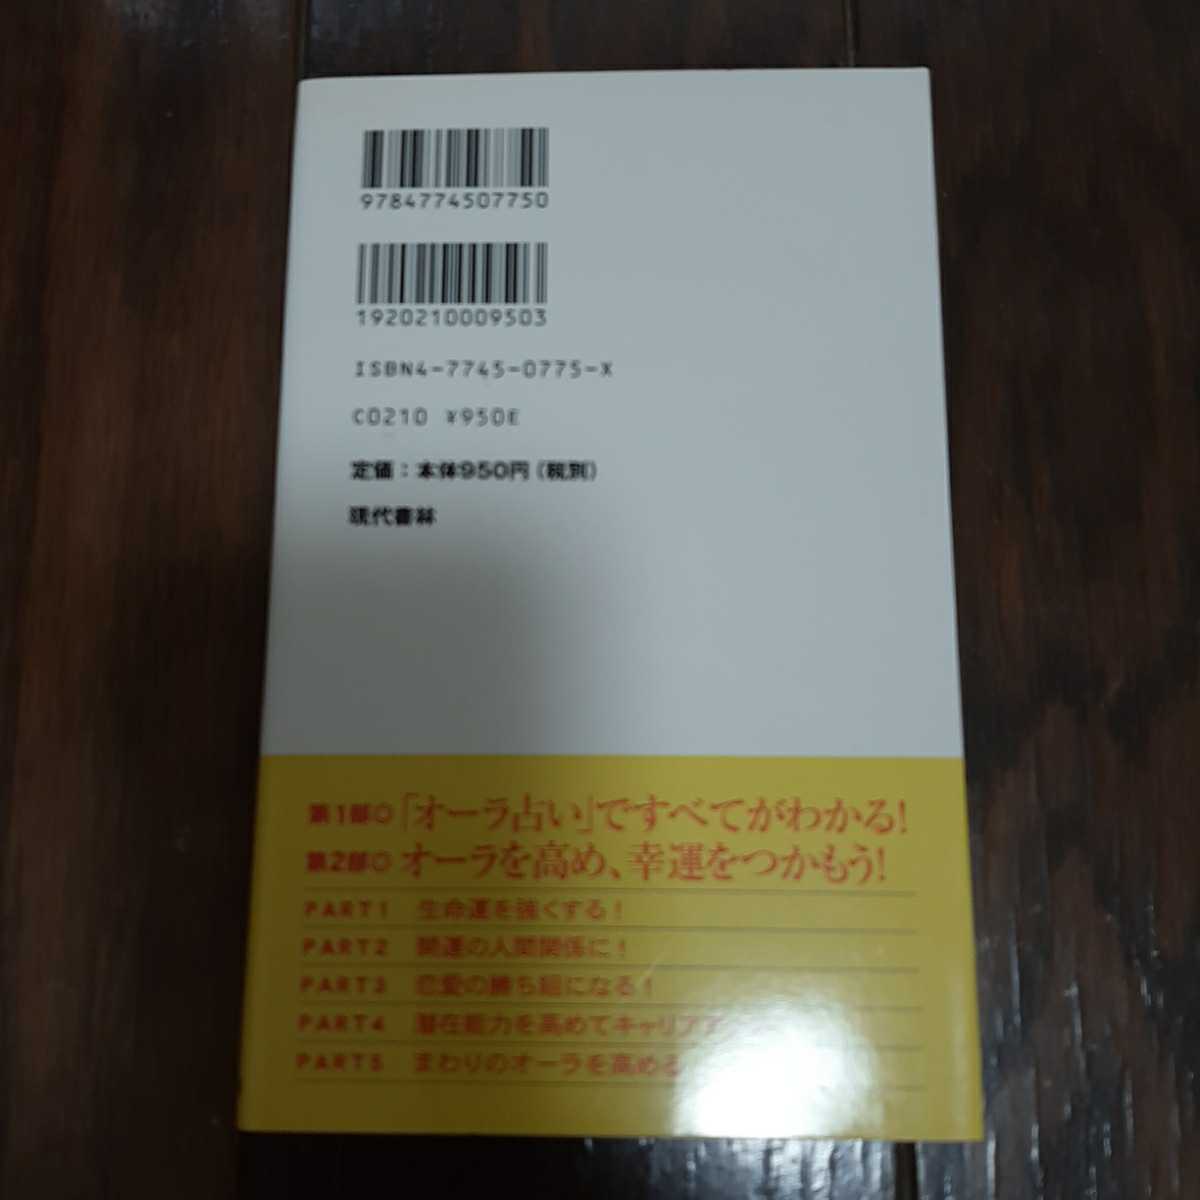 9784774507750
1920210009503
ISBN4-7745-0775-X
C0210 ¥950E
定価：本体950円（税別）
現代書林
第1部◎「オーラ占い」ですべてがわかる！
第2部◎オーラを高め、幸運をつかもう！
PART1 生命運を強くする！
PART2 開運の人間関係に！
PART3 恋愛の勝ち組になる！
PART4 潜在能力を高めてキャリア
PART5 まわりのオーラを高める